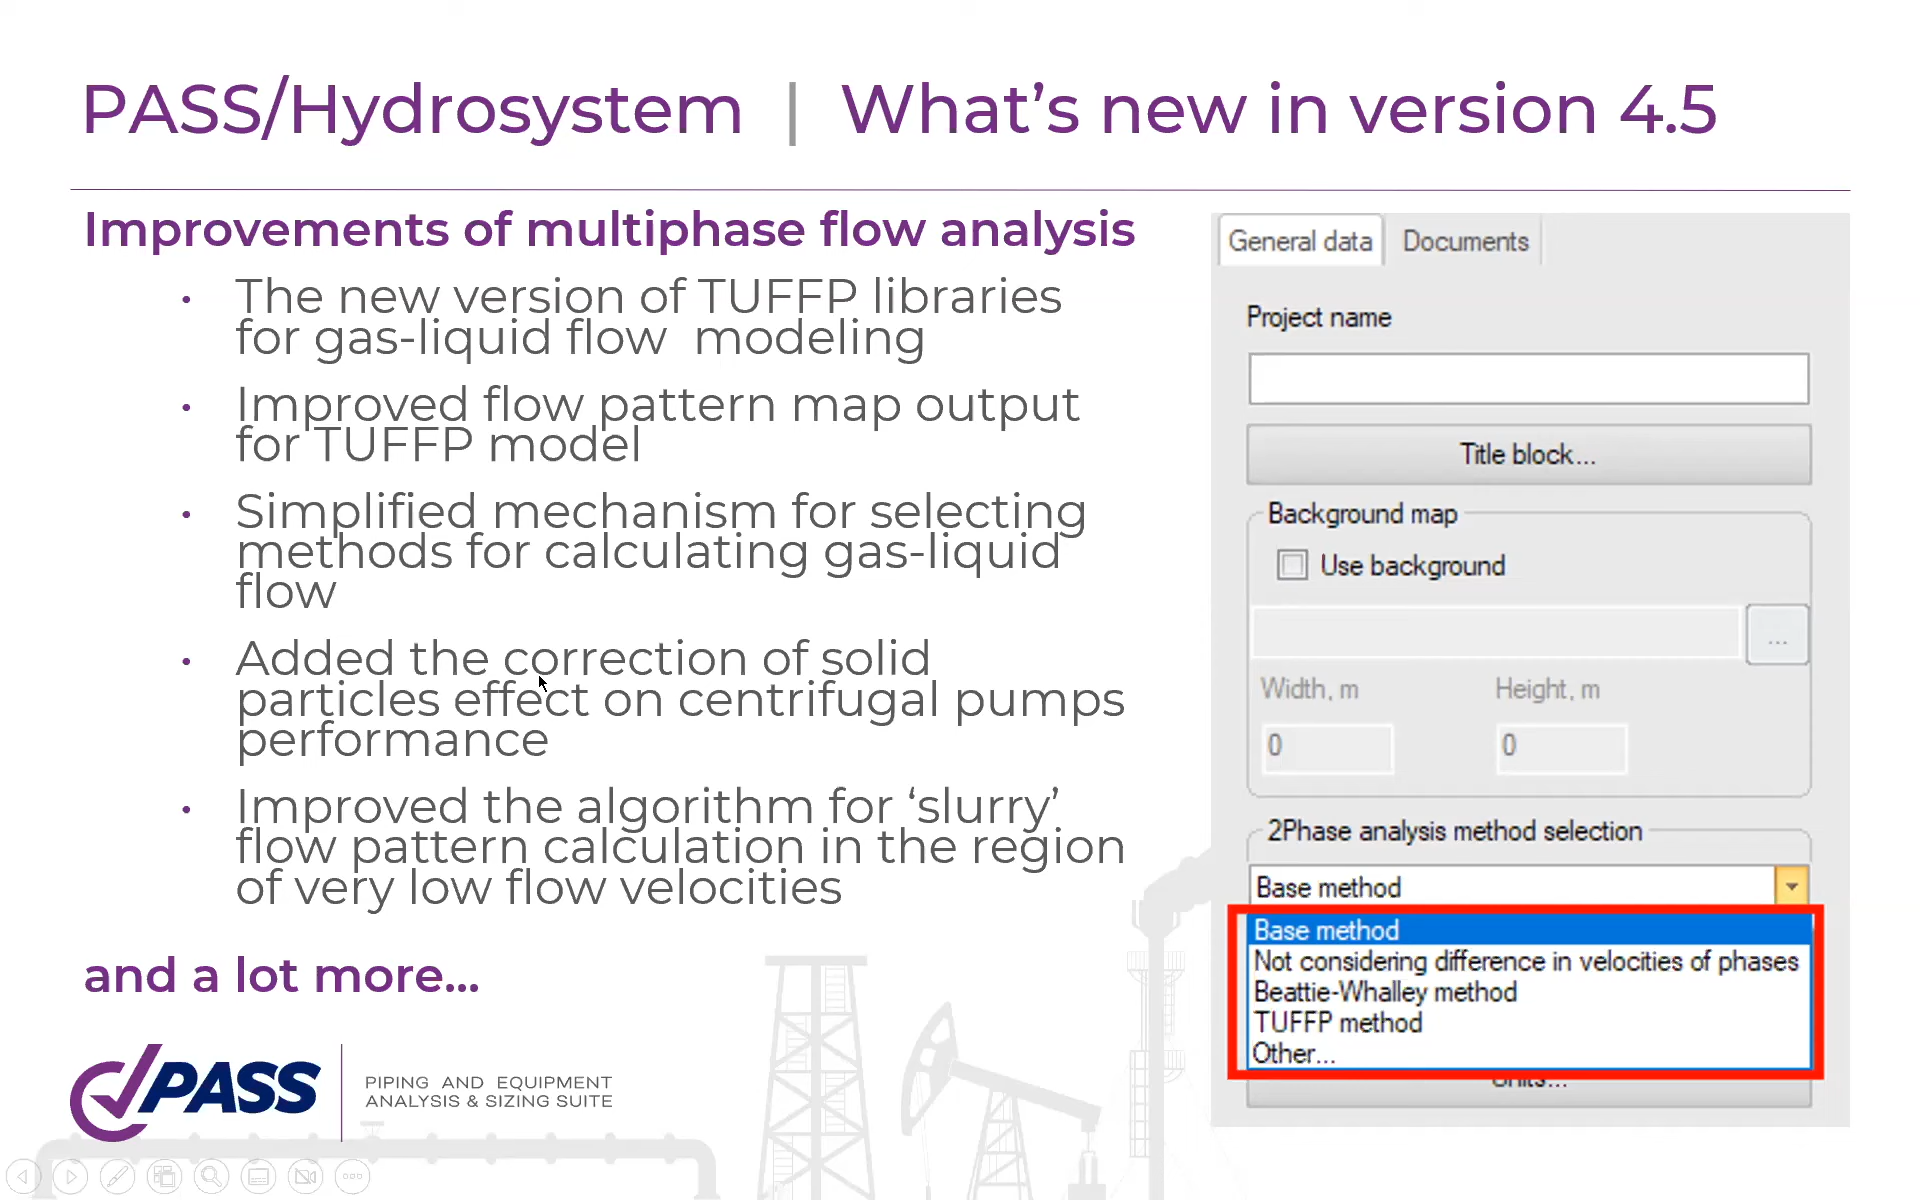 PASS/Hydrosystem | What’s new in version 4.5
Improvements of multiphase flow analysis
• The new version of TUFFP libraries
for gas-liquid flow modeling
• Improved flow pattern map output
for TUFFP model
• Simplified mechanism for selecting
methods for calculating gas-liquid
flow
• Added the correction of solid
particles effect on centrifugal pumps
performance
• Improved the algorithm for ‘slurry’
flow pattern calculation in the region
of very low flow velocities
and a lot more...
PASS
PIPING AND EQUIPMENT
ANALYSIS & SIZING SUITE
General data Documents
Project name
Title block...
Background map
Use background
...
Width, m Height, m
0 0
2Phase analysis method selection
Base method
Base method
Not considering difference in velocities of phases
Beattie-Whalley method
TUFFP method
Other...
Units...